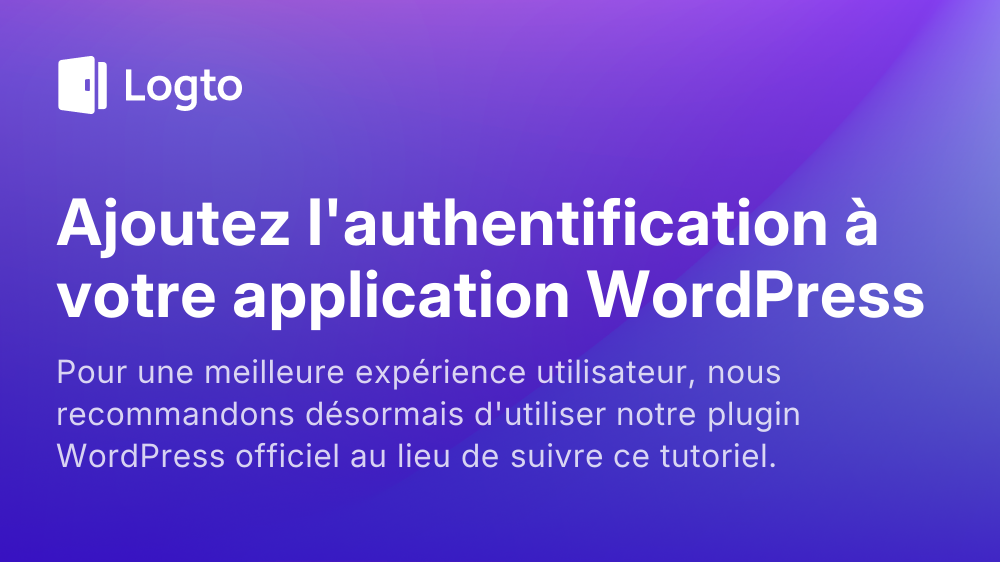 Logto
Ajoutez l'authentification à
votre application WordPress
Pour une meilleure expérience utilisateur, nous
recommandons désormais d'utiliser notre plugin
WordPress officiel au lieu de suivre ce tutoriel.